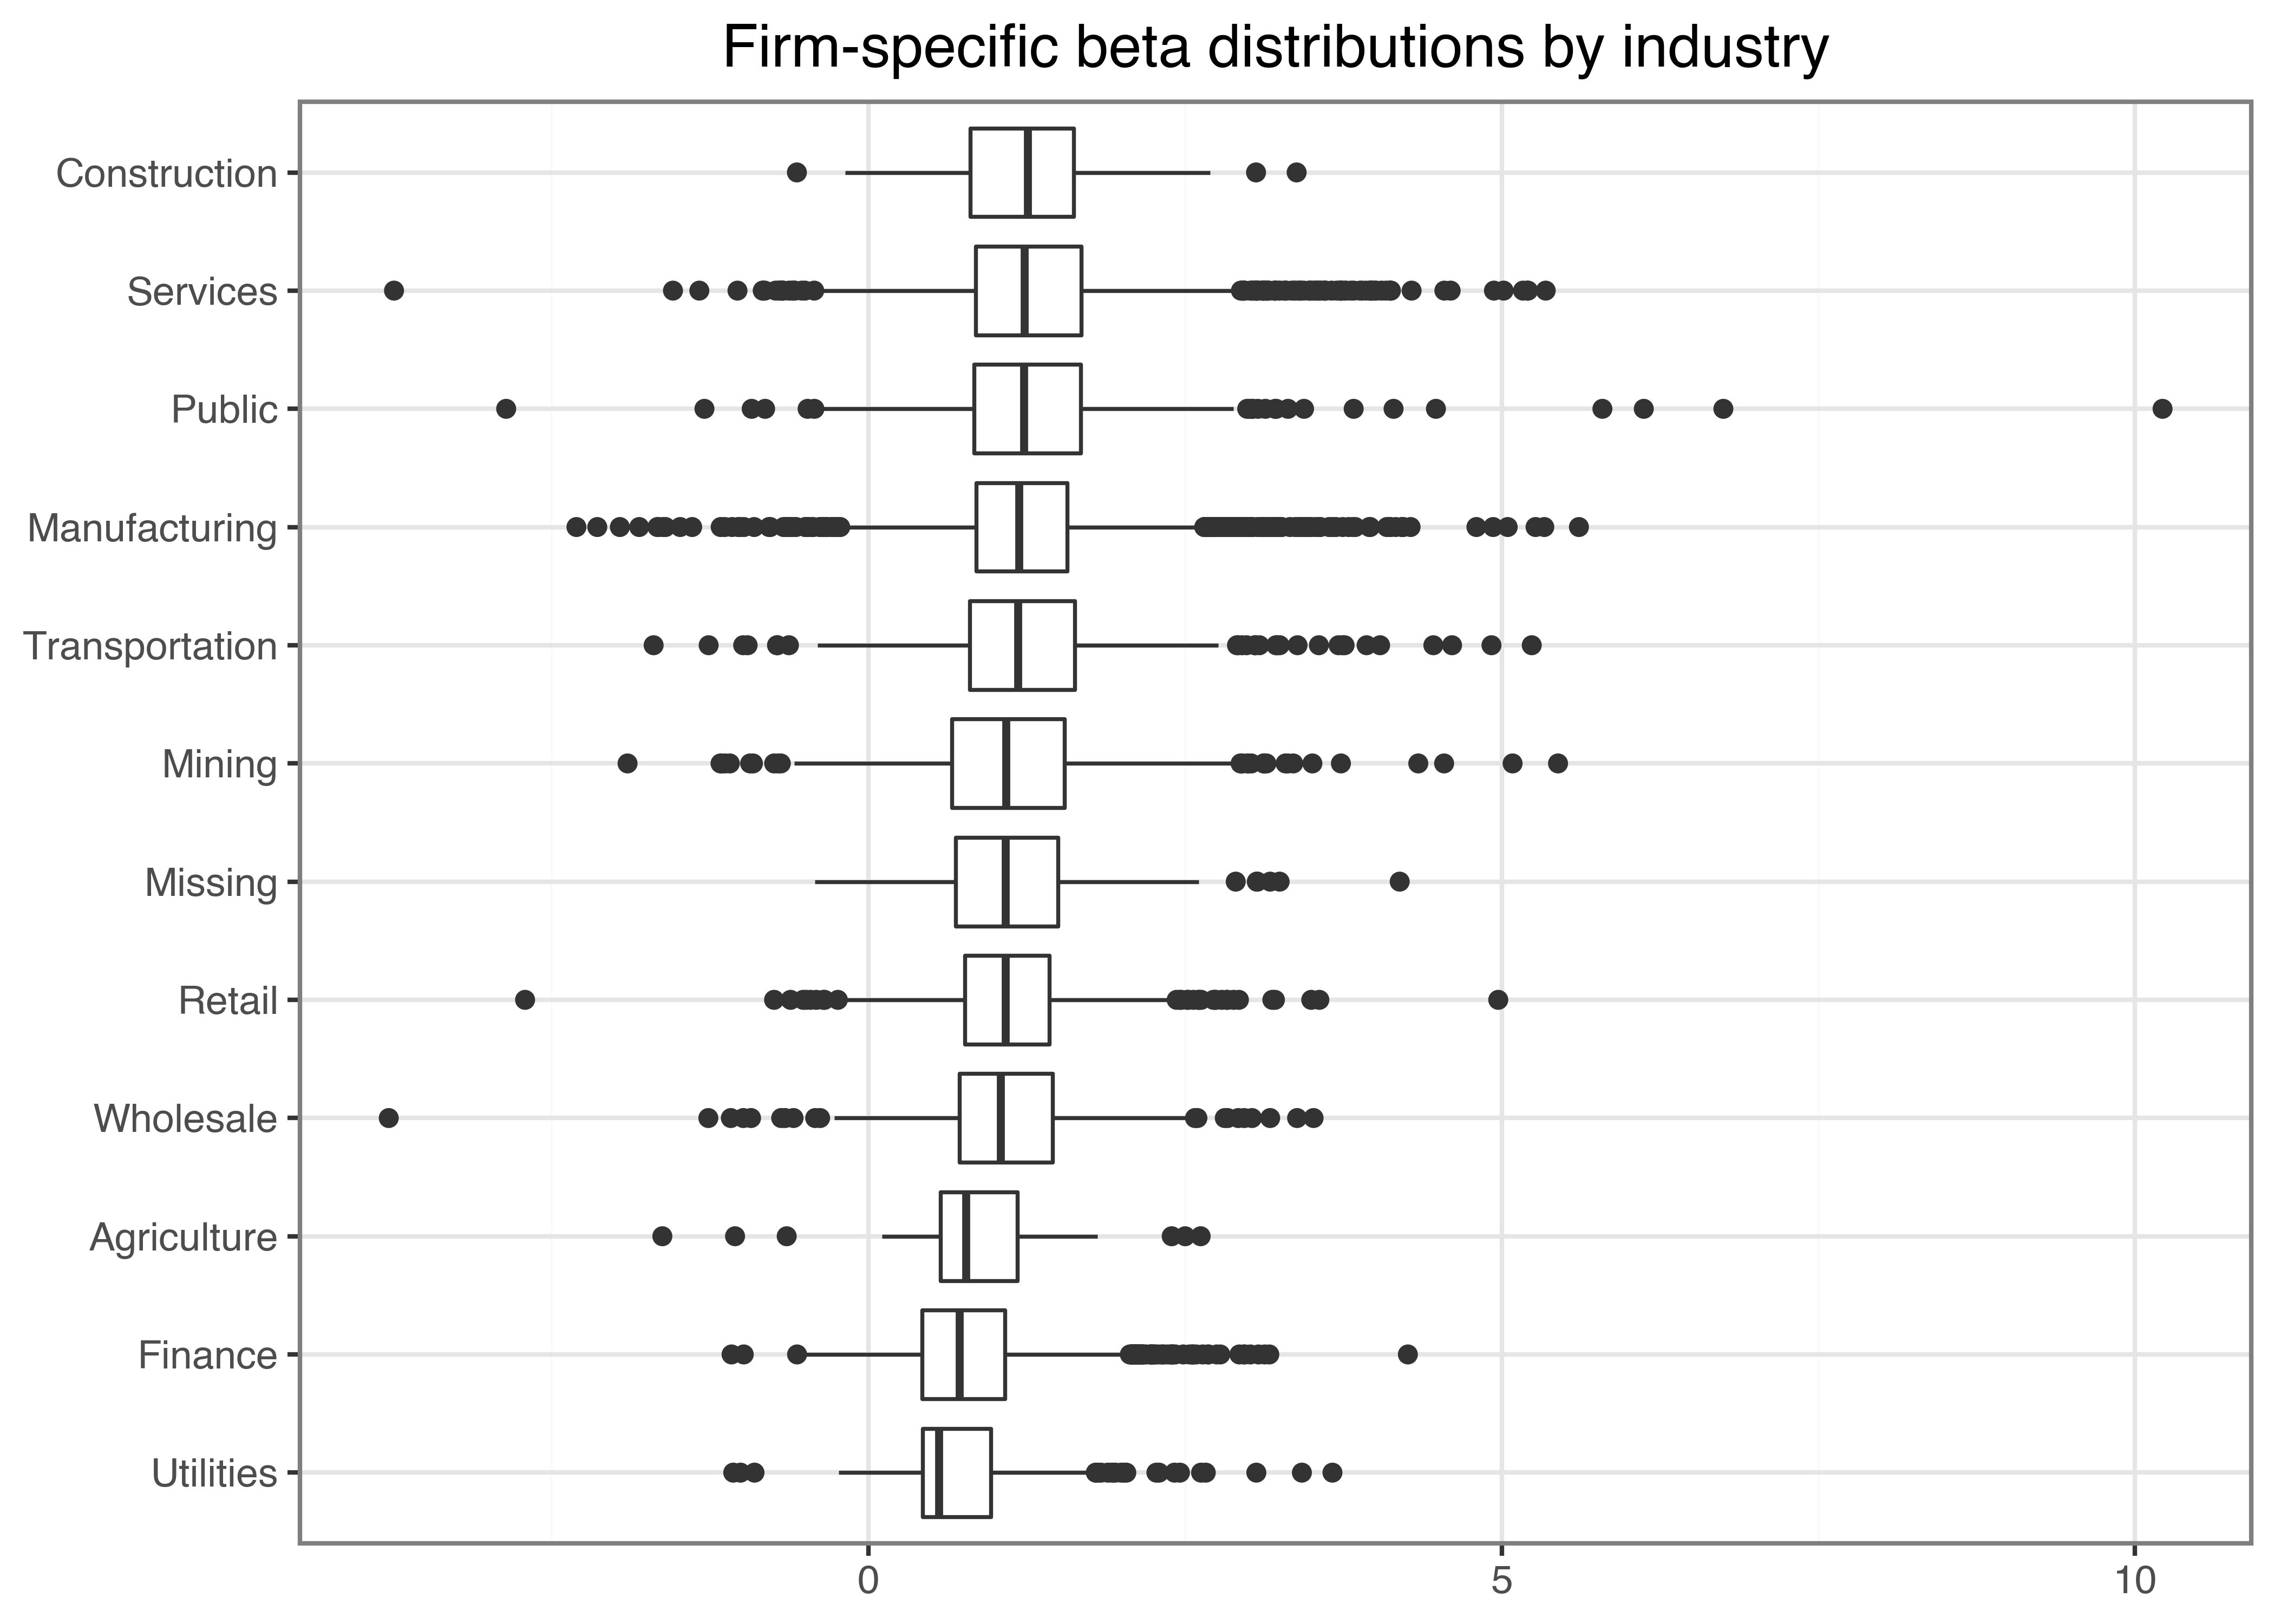 Firm-specific beta distributions by industry
Construction
Services
Public
Manufacturing
Transportation
Mining
Missing
Retail
Wholesale
Agriculture
Finance
Utilities
0 5 10